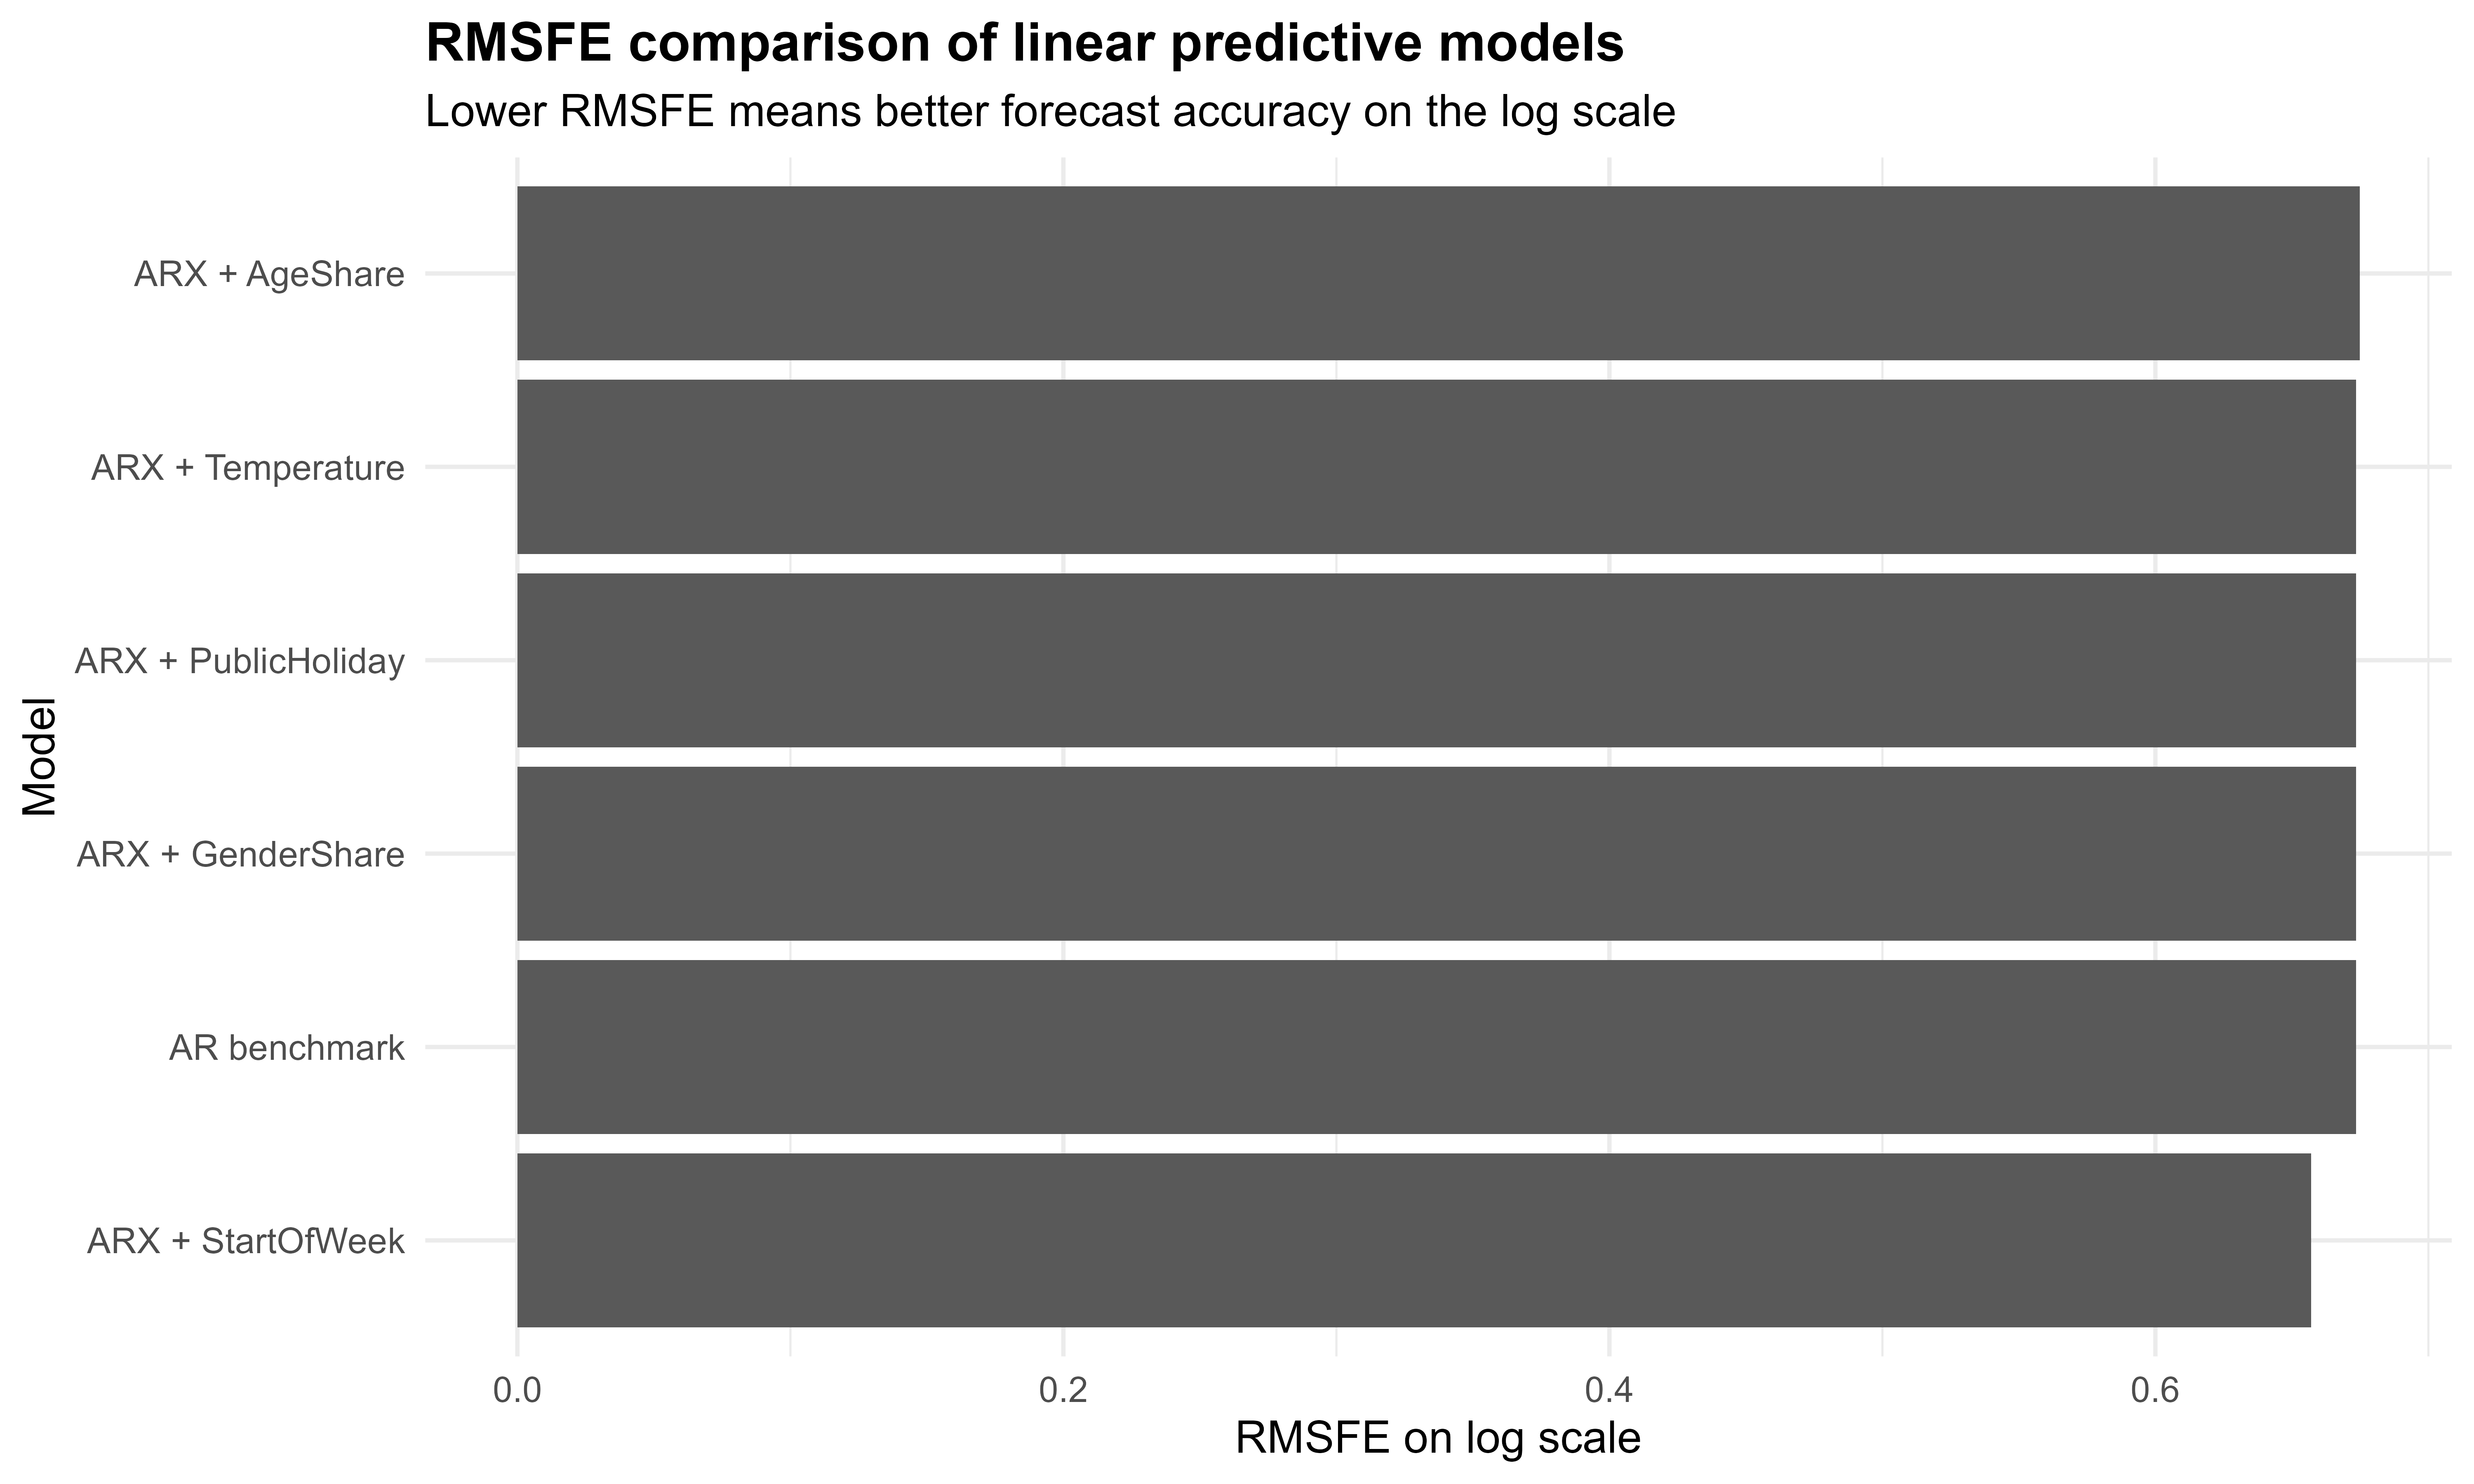 RMSFE comparison of linear predictive models
Lower RMSFE means better forecast accuracy on the log scale
Model
ARX + AgeShare
ARX + Temperature
ARX + PublicHoliday
ARX + GenderShare
AR benchmark
ARX + StartOfWeek
0.0 0.2 0.4 0.6
RMSFE on log scale